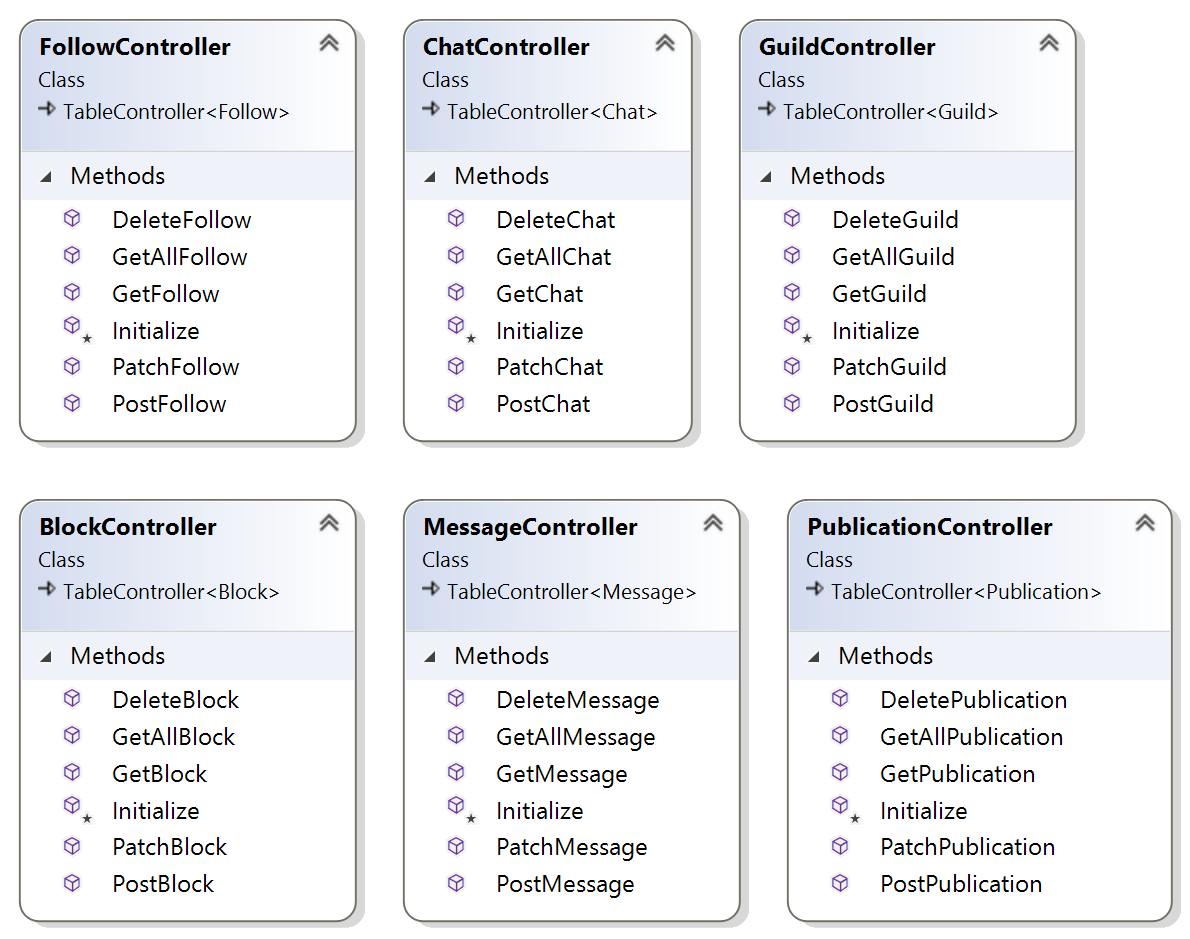 FollowController
Class
TableController<Follow>
Methods
DeleteFollow
GetAllFollow
GetFollow
Initialize
PatchFollow
PostFollow
ChatController
Class
TableController<Chat>
Methods
DeleteChat
GetAllChat
GetChat
Initialize
PatchChat
PostChat
GuildController
Class
TableController<Guild>
Methods
DeleteGuild
GetAllGuild
GetGuild
Initialize
PatchGuild
PostGuild
BlockController
Class
TableController<Block>
Methods
DeleteBlock
GetAllBlock
GetBlock
Initialize
PatchBlock
PostBlock
MessageController
Class
TableController<Message>
Methods
DeleteMessage
GetAllMessage
GetMessage
Initialize
PatchMessage
PostMessage
PublicationController
Class
TableController<Publication>
Methods
DeletePublication
GetAllPublication
GetPublication
Initialize
PatchPublication
PostPublication